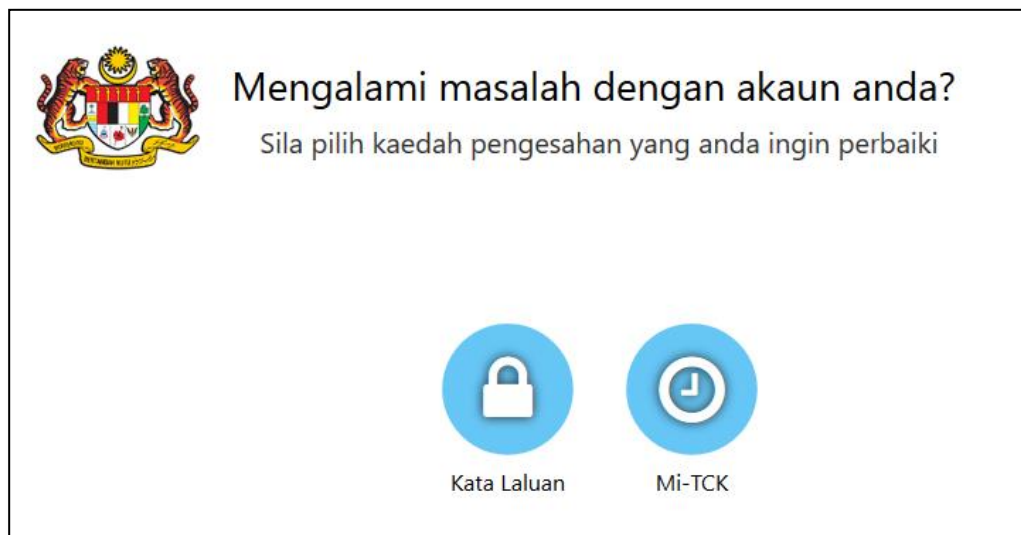 Mengalami masalah dengan akaun anda?
Sila pilih kaedah pengesahan yang anda ingin perbaiki
Kata Laluan
Mi-TCK